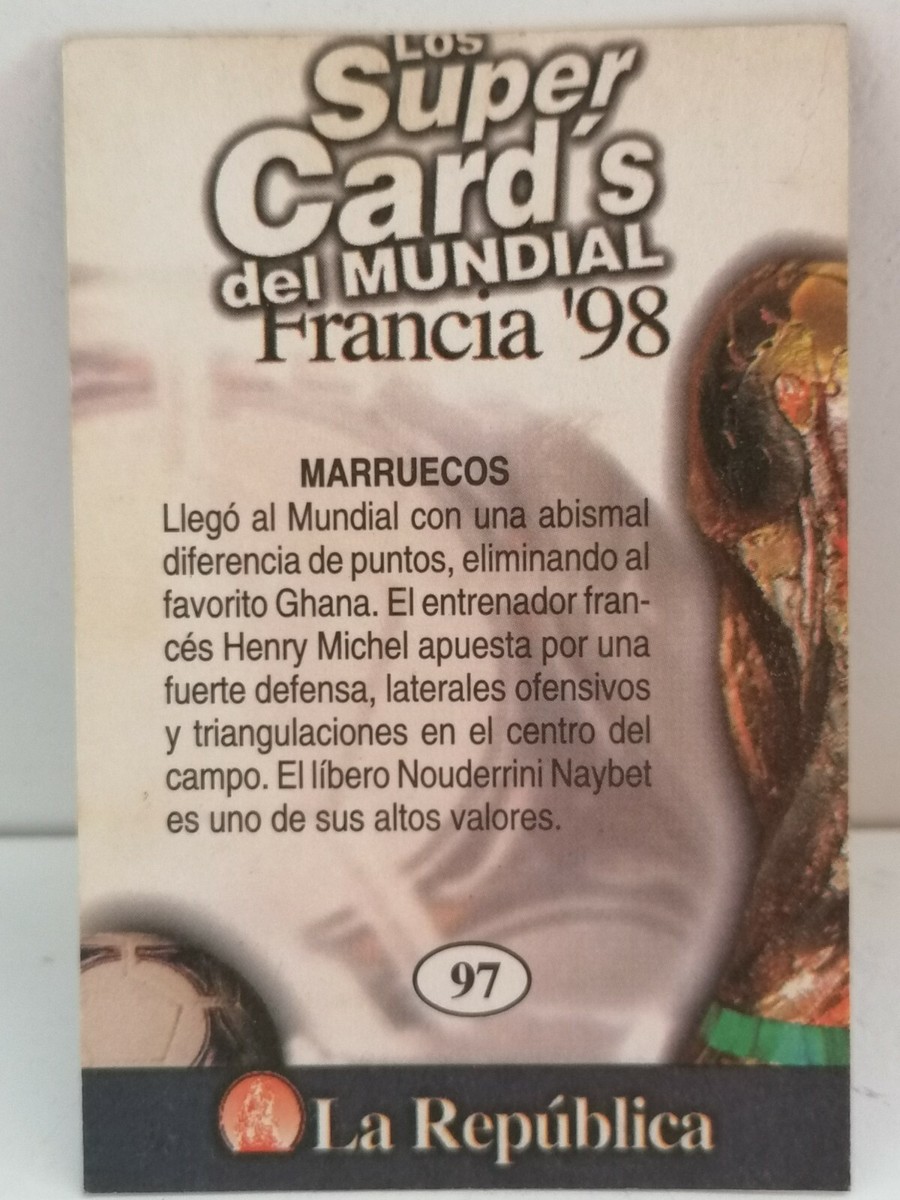 Los
Super
Card's
del MUNDIAL
Francia '98
MARRUECOS
Llegó al Mundial con una abismal
diferencia de puntos, eliminando al
favorito Ghana. El entrenador fran-
cés Henry Michel apuesta por una
fuerte defensa, laterales ofensivos
y triangulaciones en el centro del
campo. El líbero Nouderrini Naybet
es uno de sus altos valores.
97
La República